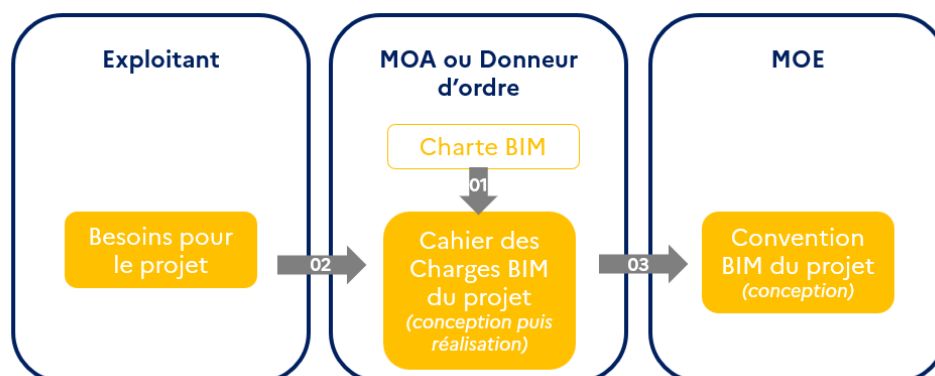 Exploitant
MOA ou Donneur
d'ordre
MOE
Charte BIM
01
Besoins pour
le projet
02
Cahier des
Charges BIM
du projet
(conception puis
réalisation)
03
Convention
BIM du projet
(conception)